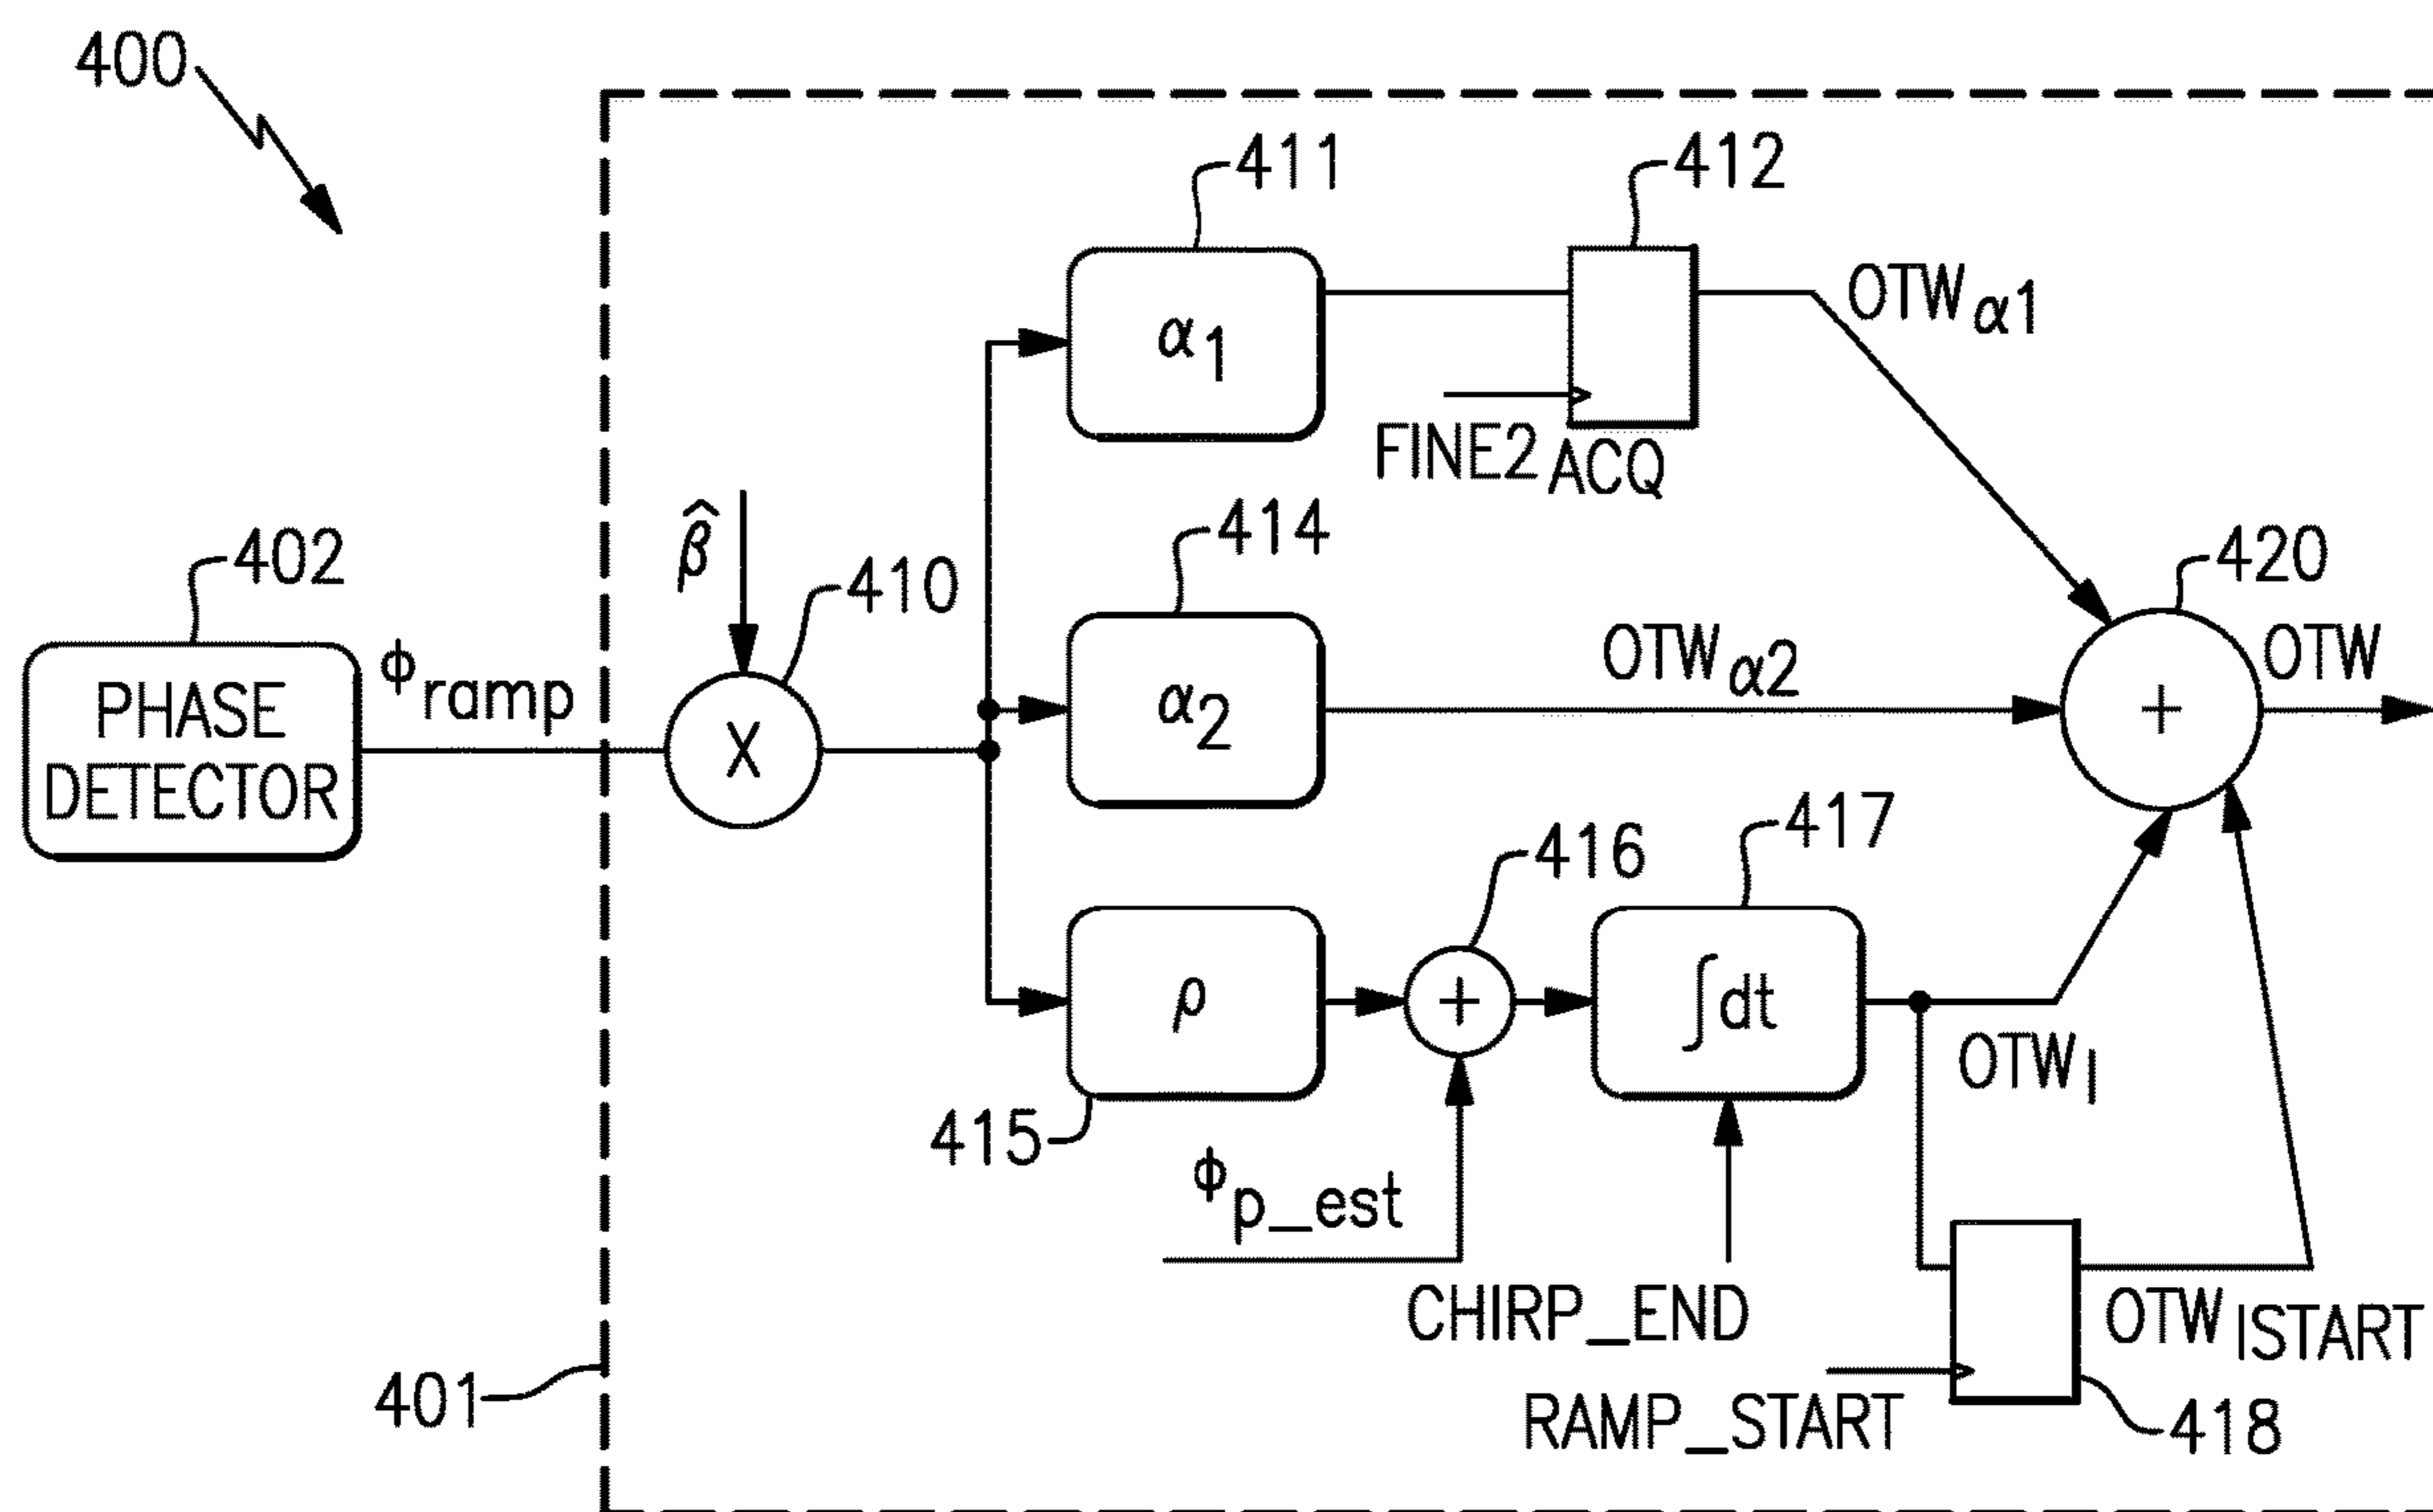 400
411
412
α1
OTWα1
FINE2ACQ
402
β̂
410
414
420
PHASE
DETECTOR
ϕramp
X
α2
OTWα2
+
OTW
416
417
415
ρ
+
∫dt
OTWI
ϕp_est
CHIRP_END
RAMP_START
OTWISTART
401
418